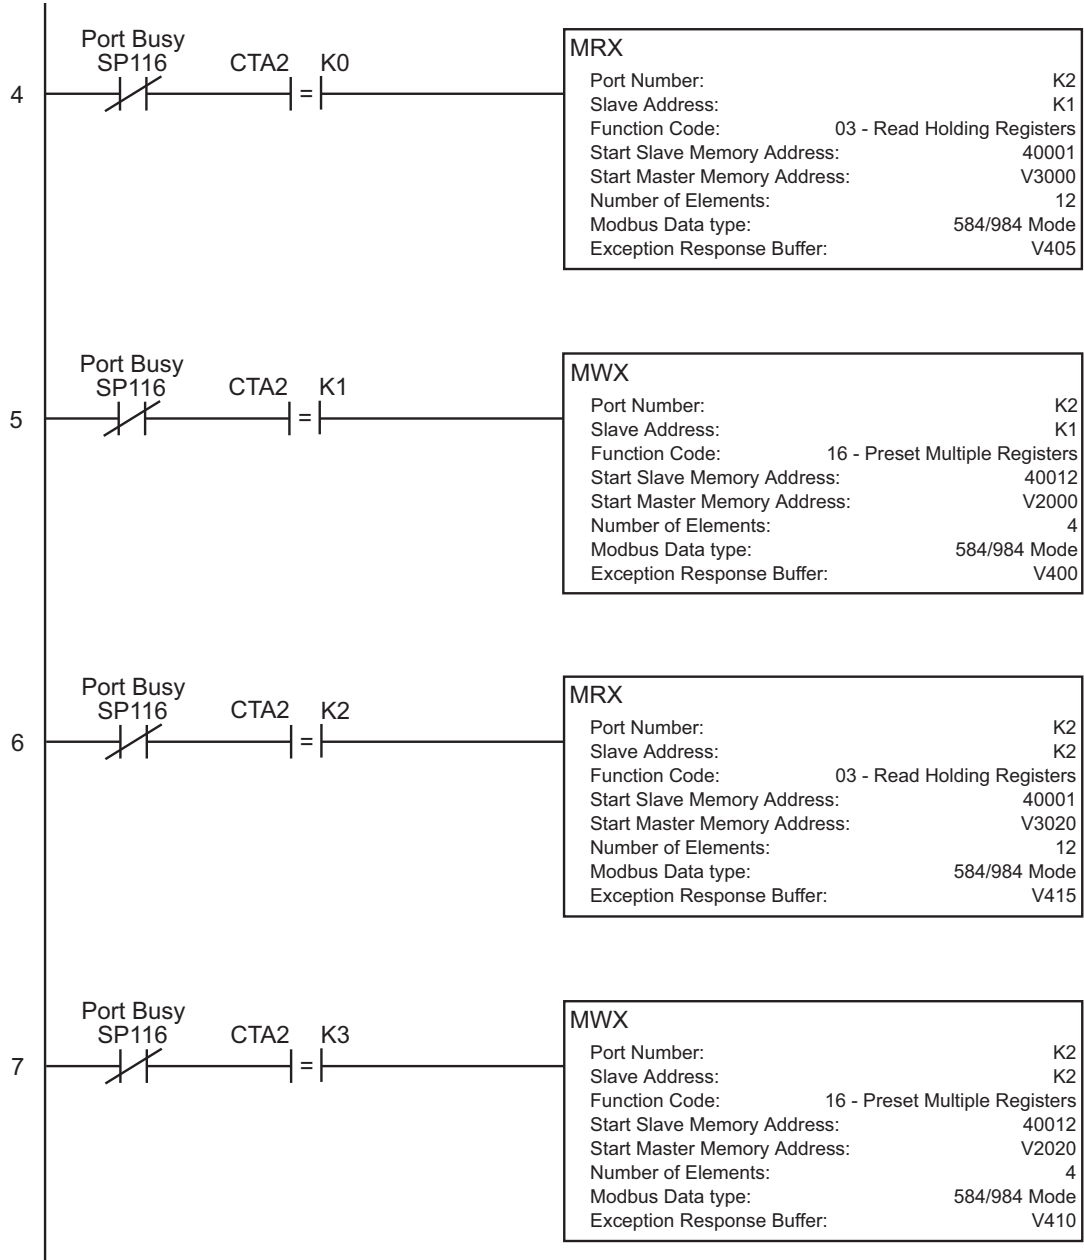 Port Busy
SP116 CTA2 K0
4 =
MRX
Port Number: K2
Slave Address: K1
Function Code: 03 - Read Holding Registers
Start Slave Memory Address: 40001
Start Master Memory Address: V3000
Number of Elements: 12
Modbus Data type: 584/984 Mode
Exception Response Buffer: V405
Port Busy
SP116 CTA2 K1
5 =
MWX
Port Number: K2
Slave Address: K1
Function Code: 16 - Preset Multiple Registers
Start Slave Memory Address: 40012
Start Master Memory Address: V2000
Number of Elements: 4
Modbus Data type: 584/984 Mode
Exception Response Buffer: V400
Port Busy
SP116 CTA2 K2
6 =
MRX
Port Number: K2
Slave Address: K2
Function Code: 03 - Read Holding Registers
Start Slave Memory Address: 40001
Start Master Memory Address: V3020
Number of Elements: 12
Modbus Data type: 584/984 Mode
Exception Response Buffer: V415
Port Busy
SP116 CTA2 K3
7 =
MWX
Port Number: K2
Slave Address: K2
Function Code: 16 - Preset Multiple Registers
Start Slave Memory Address: 40012
Start Master Memory Address: V2020
Number of Elements: 4
Modbus Data type: 584/984 Mode
Exception Response Buffer: V410